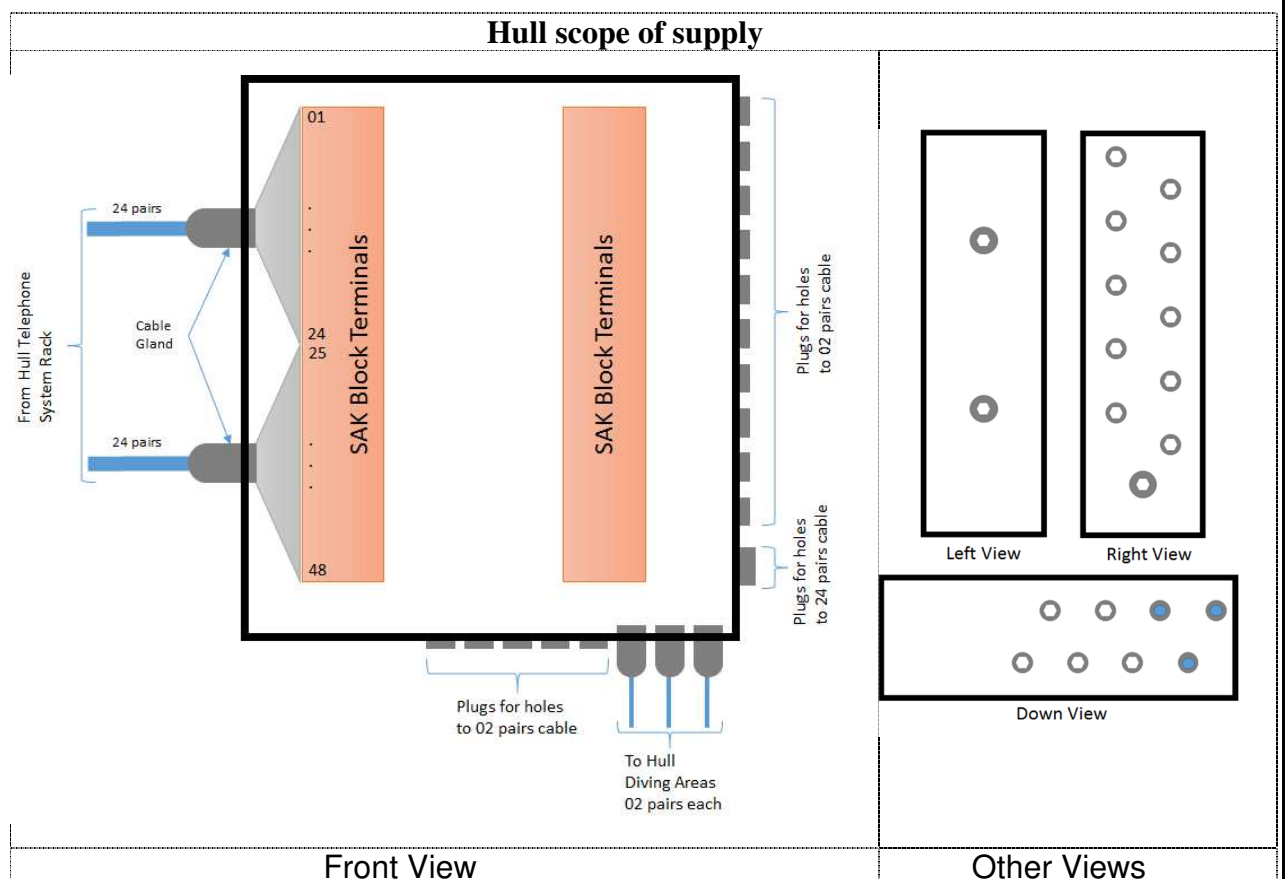 Hull scope of supply
01
.
.
.
24
25
.
.
.
48
SAK Block Terminals
SAK Block Terminals
24 pairs
24 pairs
From Hull Telephone
System Rack
Cable
Gland
Plugs for holes
to 02 pairs cable
Plugs for holes
to 24 pairs cable
Plugs for holes
to 02 pairs cable
To Hull
Diving Areas
02 pairs each
Left View
Right View
Down View
Front View
Other Views